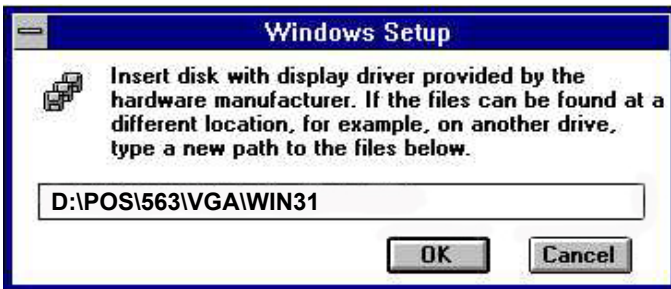 Windows Setup
Insert disk with display driver provided by the
hardware manufacturer. If the files can be found at a
different location, for example, on another drive,
type a new path to the files below.
D:\POS\563\VGA\WIN31
OK Cancel